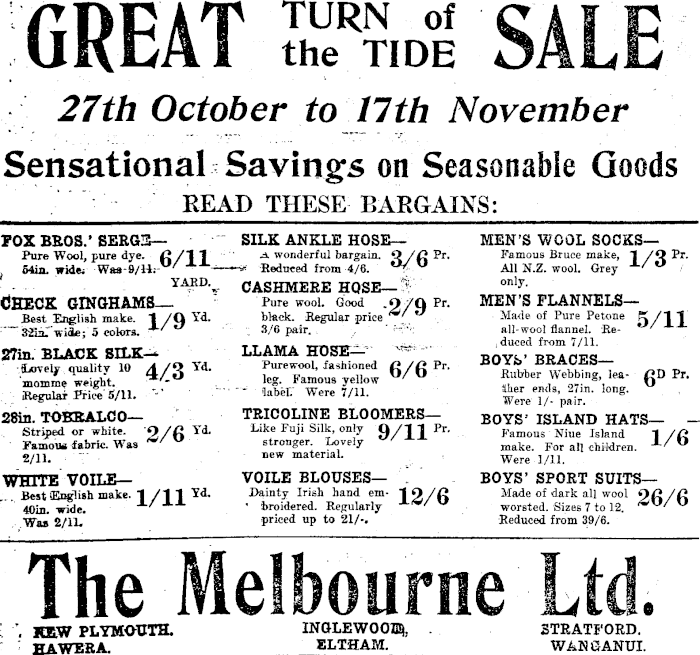 GREAT TURN of the TIDE SALE
27th October to 17th November
Sensational Savings on Seasonable Goods
READ THESE BARGAINS:
FOX BROS.' SERGE—
Pure Wool, pure dye.
54in. wide. Was 9/11.
6/11
YARD.
CHECK GINGHAMS—
Best English make.
32in. wide; 5 colors.
1/9 Yd.
27in. BLACK SILK—
Lovely quality 10
momme weight.
Regular Price 5/11.
4/3 Yd.
28in. TOBRALCO—
Striped or white.
Famous fabric. Was
2/11.
2/6 Yd.
WHITE VOILE—
Best English make.
40in. wide.
Was 2/11.
1/11 Yd.
SILK ANKLE HOSE—
A wonderful bargain.
Reduced from 4/6.
3/6 Pr.
CASHMERE HOSE—
Pure wool. Good
black. Regular price
3/6 pair.
2/9 Pr.
LLAMA HOSE—
Purewool, fashioned
leg. Famous yellow
label. Were 7/11.
6/6 Pr.
TRICOLINE BLOOMERS—
Like Fuji Silk, only
stronger. Lovely
new material.
9/11 Pr.
VOILE BLOUSES—
Dainty Irish hand em-
broidered. Regularly
priced up to 21/-.
12/6
MEN'S WOOL SOCKS—
Famous Bruce make,
All N.Z. wool. Grey
only.
1/3 Pr.
MEN'S FLANNELS—
Made of Pure Petone
all-wool flannel. Re-
duced from 7/11.
5/11
BOYS' BRACES—
Rubber Webbing, lea-
ther ends, 27in. long.
Were 1/- pair.
6D Pr.
BOYS' ISLAND HATS—
Famous Niue Island
make. For all children.
Were 1/11.
1/6
BOYS' SPORT SUITS—
Made of dark all wool
worsted. Sizes 7 to 12.
Reduced from 39/6.
26/6
The Melbourne Ltd.
NEW PLYMOUTH. INGLEWOOD, STRATFORD.
HAWERA. ELTHAM. WANGANUI.